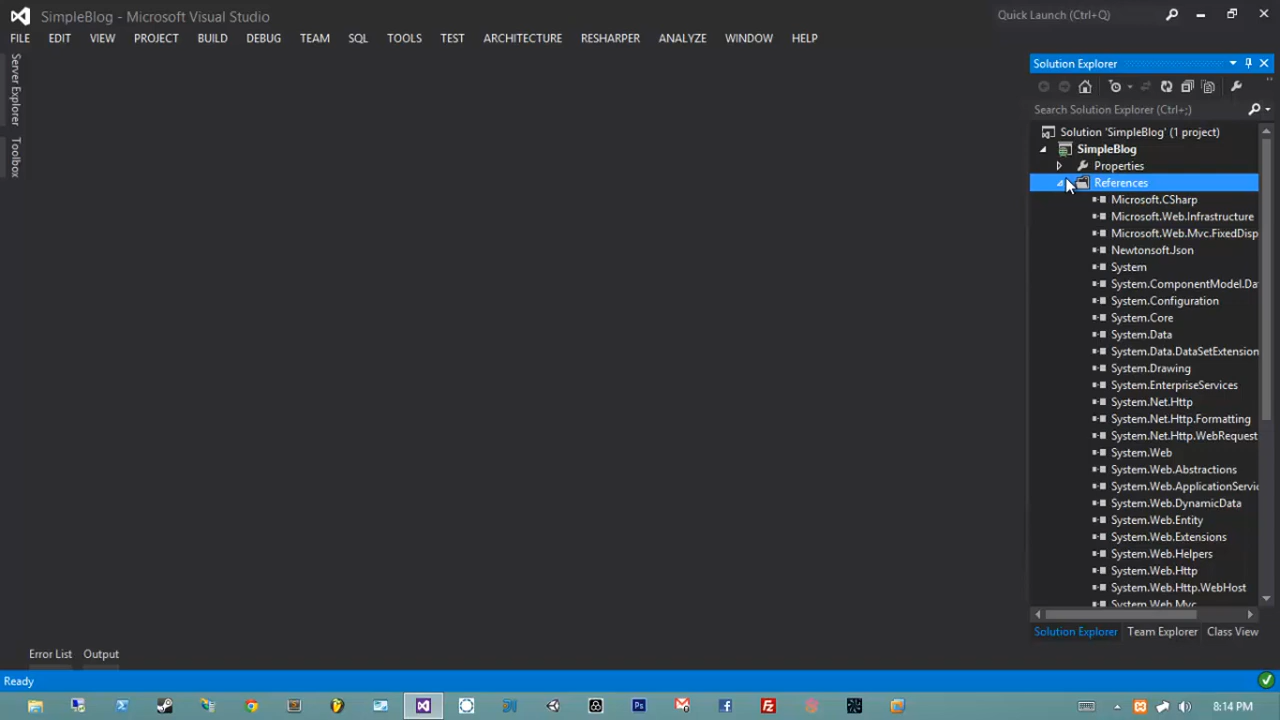 SimpleBlog - Microsoft Visual Studio
Quick Launch (Ctrl+Q)
FILE EDIT VIEW PROJECT BUILD DEBUG TEAM SQL TOOLS TEST ARCHITECTURE RESHARPER ANALYZE WINDOW HELP
Server Explorer
Toolbox
Solution Explorer
Search Solution Explorer (Ctrl+;)
Solution 'SimpleBlog' (1 project)
SimpleBlog
Properties
References
Microsoft.CSharp
Microsoft.Web.Infrastructure
Microsoft.Web.Mvc.FixedDisp
Newtonsoft.Json
System
System.ComponentModel.Da
System.Configuration
System.Core
System.Data
System.Data.DataSetExtension
System.Drawing
System.EnterpriseServices
System.Net.Http
System.Net.Http.Formatting
System.Net.Http.WebRequest
System.Web
System.Web.Abstractions
System.Web.ApplicationServic
System.Web.DynamicData
System.Web.Entity
System.Web.Extensions
System.Web.Helpers
System.Web.Http
System.Web.Http.WebHost
System.Web.Mvc
Solution Explorer Team Explorer Class View
Error List Output
Ready
8:14 PM